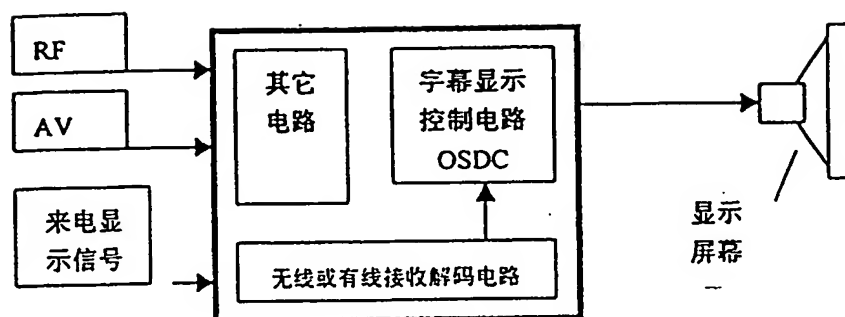 RF
AV
来电显
示信号
其它
电路
字幕显示
控制电路
OSDC
无线或有线接收解码电路
显示
屏幕